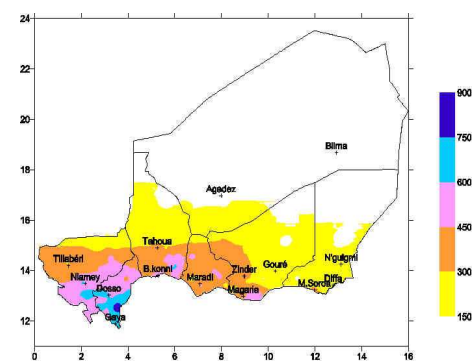 24
22
20
18
16
14
12
0
2
4
6
8
10
12
14
16
Bilma
Agadez
Tahoua
Tillabéri
Niamey
Dosso
Gaya
B.konni
Maradi
Zinder
Magaria
Gouré
N'guigmi
Diffa
M.Soroa
900
750
600
450
300
150